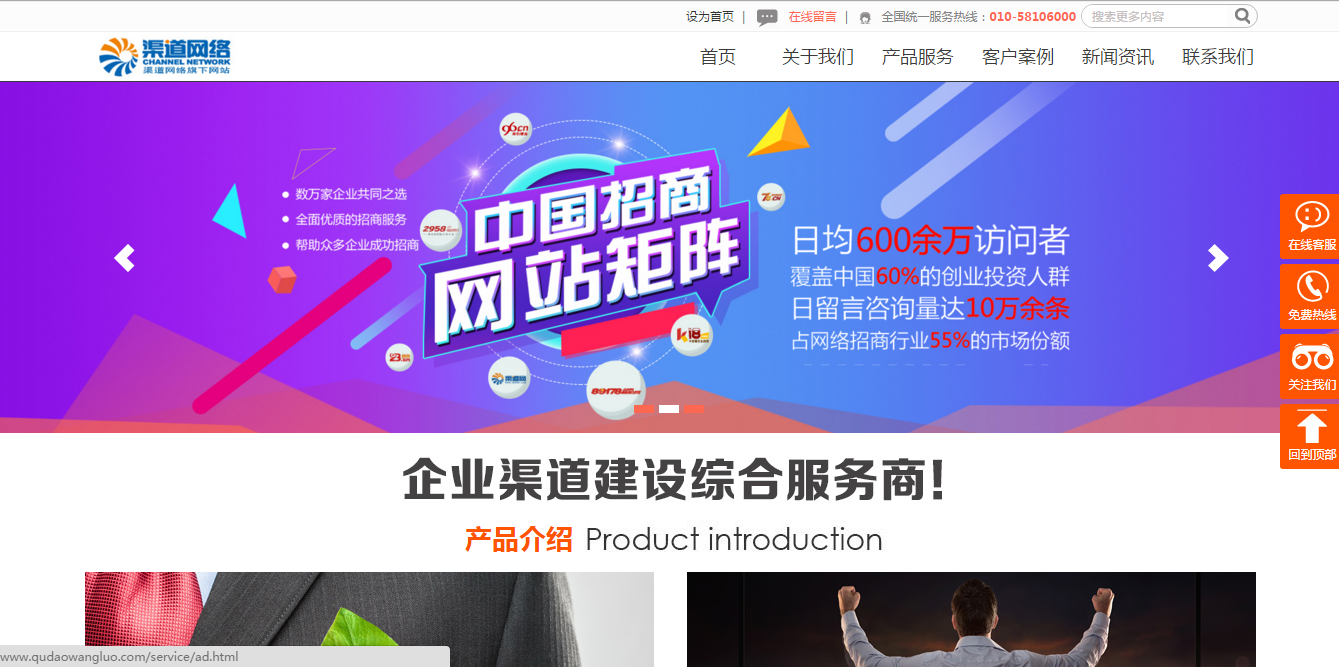 设为首页 | 在线留言 | 全国统一服务热线：010-58106000 搜索更多内容
渠道网络
CHANNEL NETWORK
渠道网络旗下网站
首页 关于我们 产品服务 客户案例 新闻资讯 联系我们
数万家企业共同之选
全面优质的招商服务
帮助众多企业成功招商
中国招商
网站矩阵
2958
89178
渠道网
日均600余万访问者
覆盖中国60%的创业投资人群
日留言咨询量达10万余条
占网络招商行业55%的市场份额
在线客服
免费热线
关注我们
回到顶部
企业渠道建设综合服务商!
产品介绍 Product introduction
www.qudaowangluo.com/service/ad.html